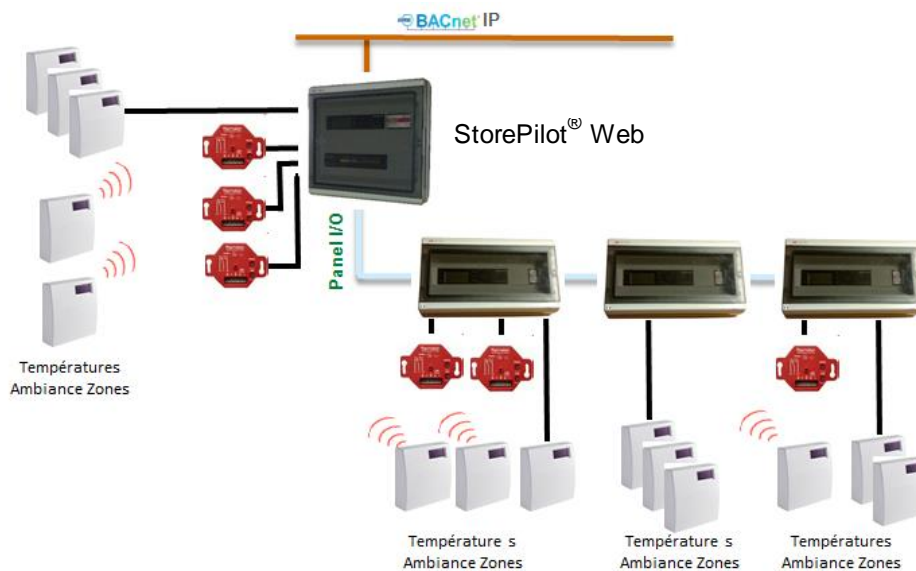 BACnet IP
StorePilot® Web
Panel I/O
Températures
Ambiance Zones
Température s
Ambiance Zones
Température s
Ambiance Zones
Températures
Ambiance Zones